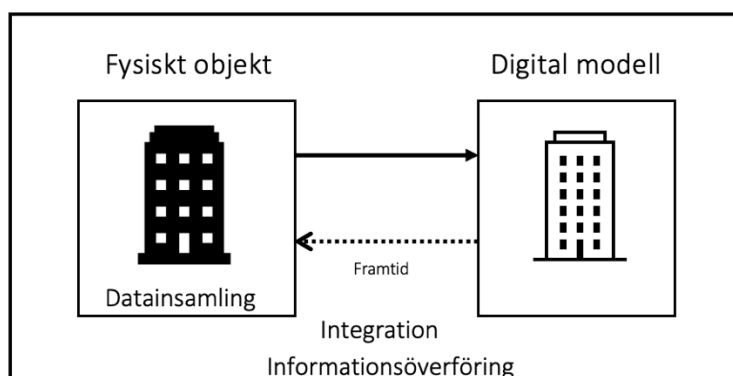 Fysiskt objekt
Digital modell
Framtid
Datainsamling
Integration
Informationsöverföring